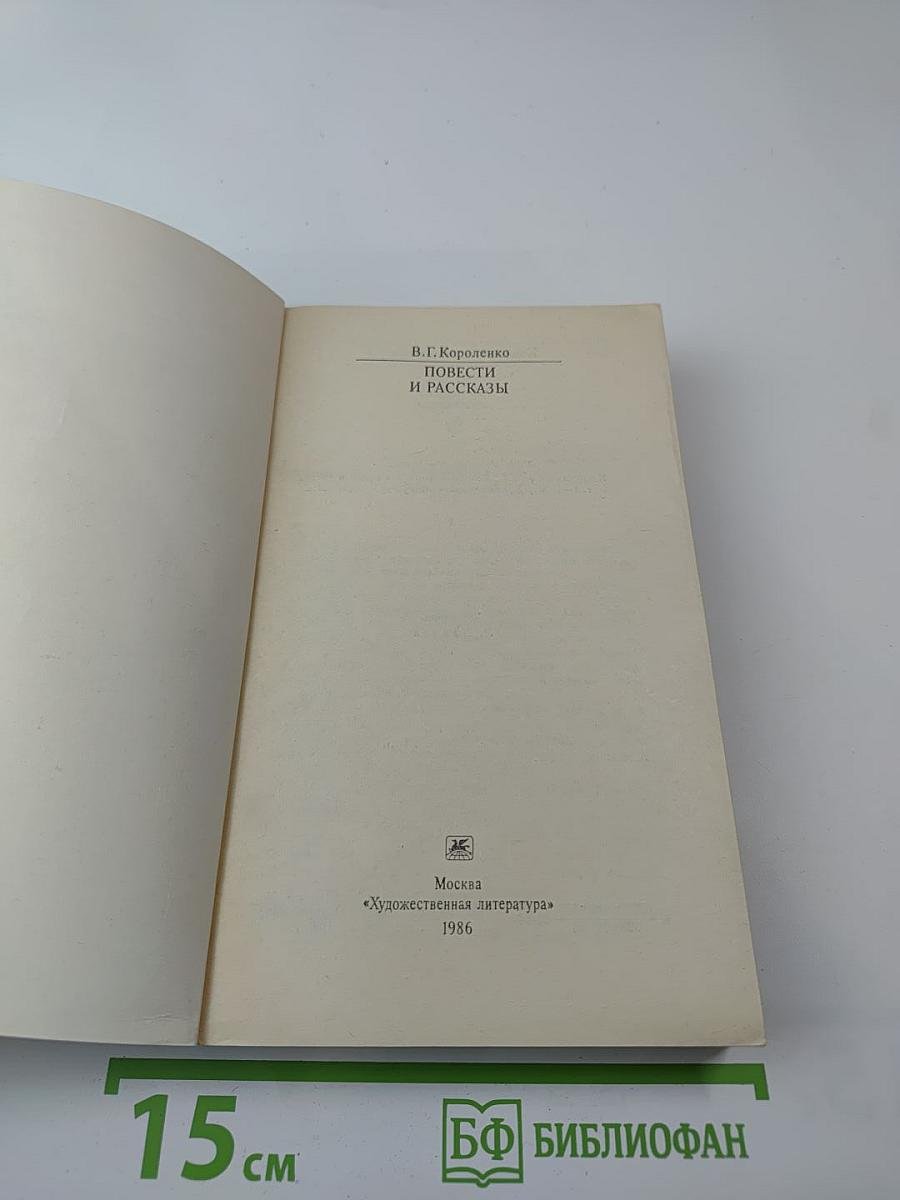 В. Г. Короленко
ПОВЕСТИ
И РАССКАЗЫ
Москва
«Художественная литература»
1986
15 см
БФ БИБЛИОФАН